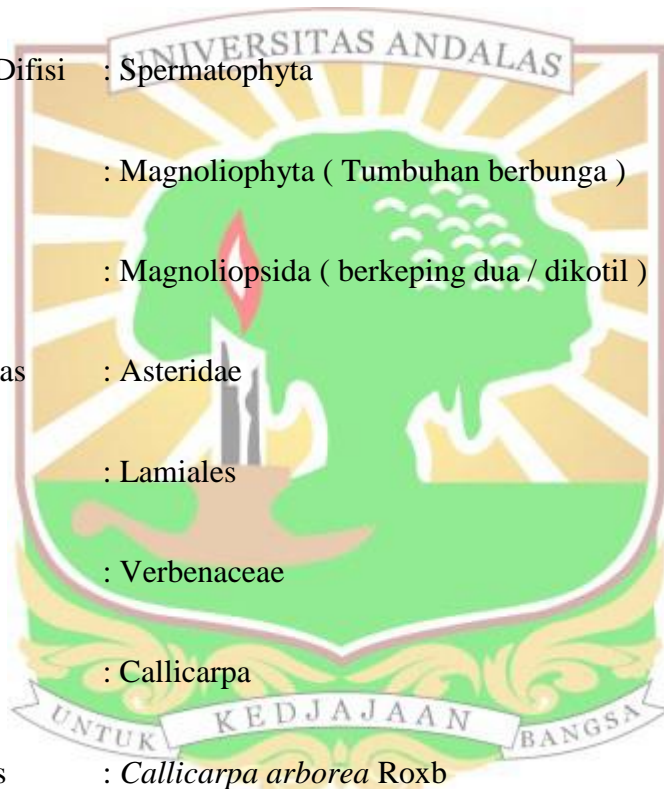 UNIVERSITAS ANDALAS
Difisi : Spermatophyta
: Magnoliophyta ( Tumbuhan berbunga )
: Magnoliopsida ( berkeping dua / dikotil )
as : Asteridae
: Lamiales
: Verbenaceae
: Callicarpa
UNTUK KEDJAJAAN BANGSA
s : Callicarpa arborea Roxb